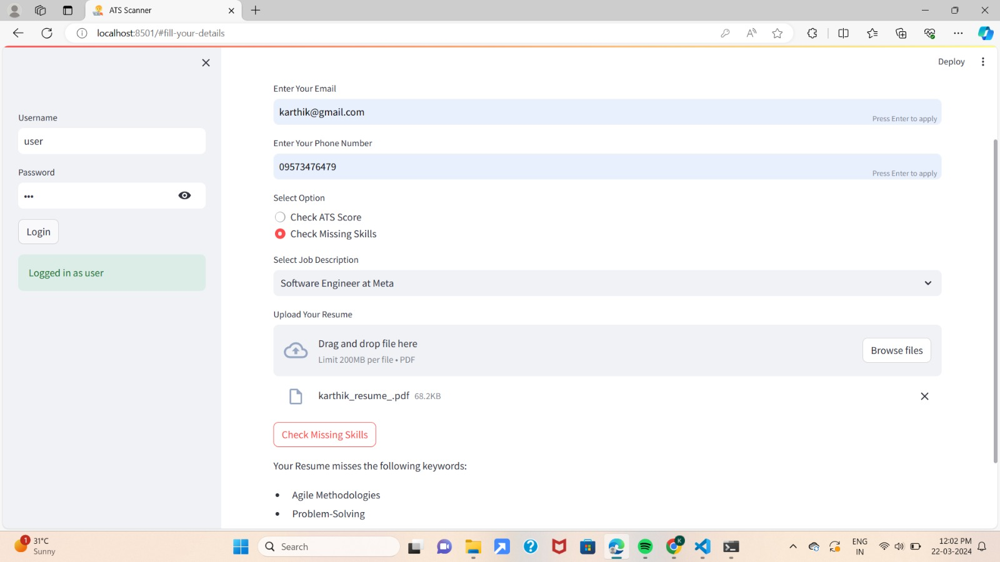 ATS Scanner
localhost:8501/#fill-your-details
Deploy
Username
user
Password
•••
Login
Logged in as user
Enter Your Email
karthik@gmail.com
Press Enter to apply
Enter Your Phone Number
09573476479
Press Enter to apply
Select Option
Check ATS Score
Check Missing Skills
Select Job Description
Software Engineer at Meta
Upload Your Resume
Drag and drop file here
Limit 200MB per file • PDF
Browse files
karthik_resume_.pdf 68.2KB
Check Missing Skills
Your Resume misses the following keywords:
• Agile Methodologies
• Problem-Solving
1
31°C
Sunny
Search
K
ENG
IN
12:02 PM
22-03-2024